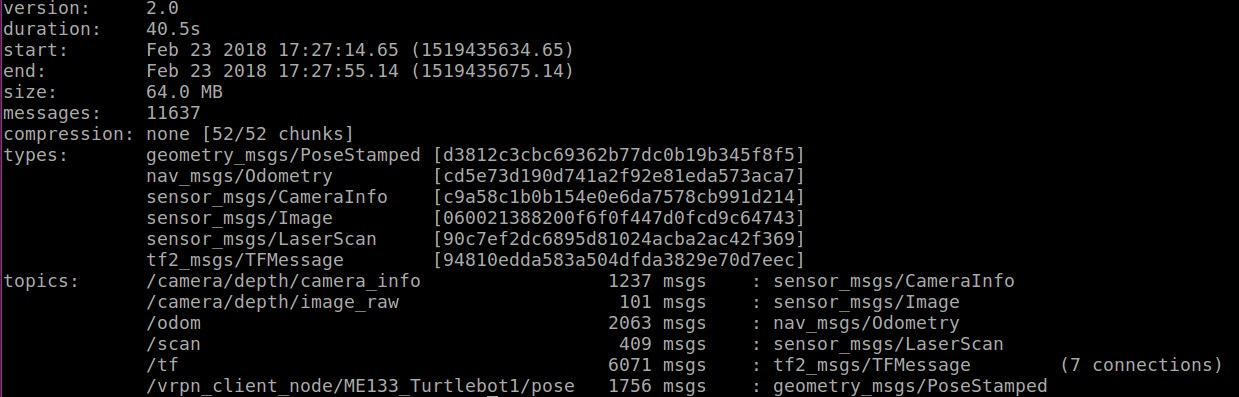 version: 2.0
duration: 40.5s
start: Feb 23 2018 17:27:14.65 (1519435634.65)
end: Feb 23 2018 17:27:55.14 (1519435675.14)
size: 64.0 MB
messages: 11637
compression: none [52/52 chunks]
types: geometry_msgs/PoseStamped [d3812c3cbc69362b77dc0b19b345f8f5]
nav_msgs/Odometry [cd5e73d190d741a2f92e81eda573aca7]
sensor_msgs/CameraInfo [c9a58c1b0b154e0e6da7578cb991d214]
sensor_msgs/Image [060021388200f6f0f447d0fcd9c64743]
sensor_msgs/LaserScan [90c7ef2dc6895d81024acba2ac42f369]
tf2_msgs/TFMessage [94810edda583a504dfda3829e70d7eec]
topics: /camera/depth/camera_info 1237 msgs : sensor_msgs/CameraInfo
/camera/depth/image_raw 101 msgs : sensor_msgs/Image
/odom 2063 msgs : nav_msgs/Odometry
/scan 409 msgs : sensor_msgs/LaserScan
/tf 6071 msgs : tf2_msgs/TFMessage (7 connections)
/vrpn_client_node/ME133_Turtlebot1/pose 1756 msgs : geometry_msgs/PoseStamped